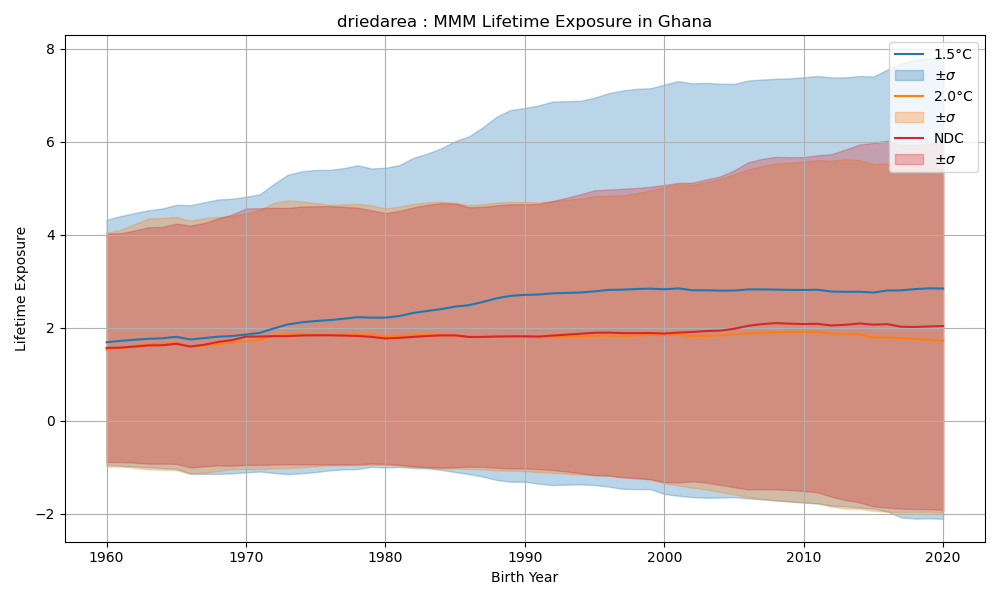 driedarea : MMM Lifetime Exposure in Ghana
1.5°C
±σ
2.0°C
±σ
NDC
±σ
8
6
4
2
0
−2
Lifetime Exposure
1960 1970 1980 1990 2000 2010 2020
Birth Year